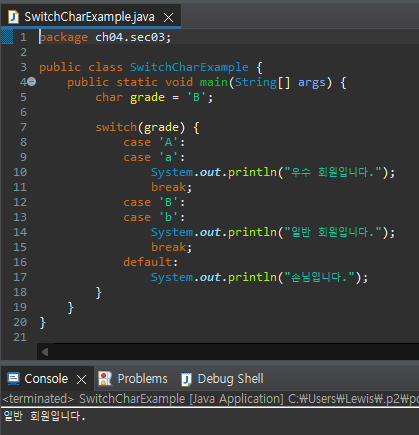 SwitchCharExample.java
1 package ch04.sec03;
2
3 public class SwitchCharExample {
4 public static void main(String[] args) {
5 char grade = 'B';
6
7 switch(grade) {
8 case 'A':
9 case 'a':
10 System.out.println("우수 회원입니다.");
11 break;
12 case 'B':
13 case 'b':
14 System.out.println("일반 회원입니다.");
15 break;
16 default:
17 System.out.println("손님입니다.");
18 }
19 }
20 }
21
Console Problems Debug Shell
<terminated> SwitchCharExample [Java Application] C:₩Users₩Lewis₩.p2₩po
일반 회원입니다.